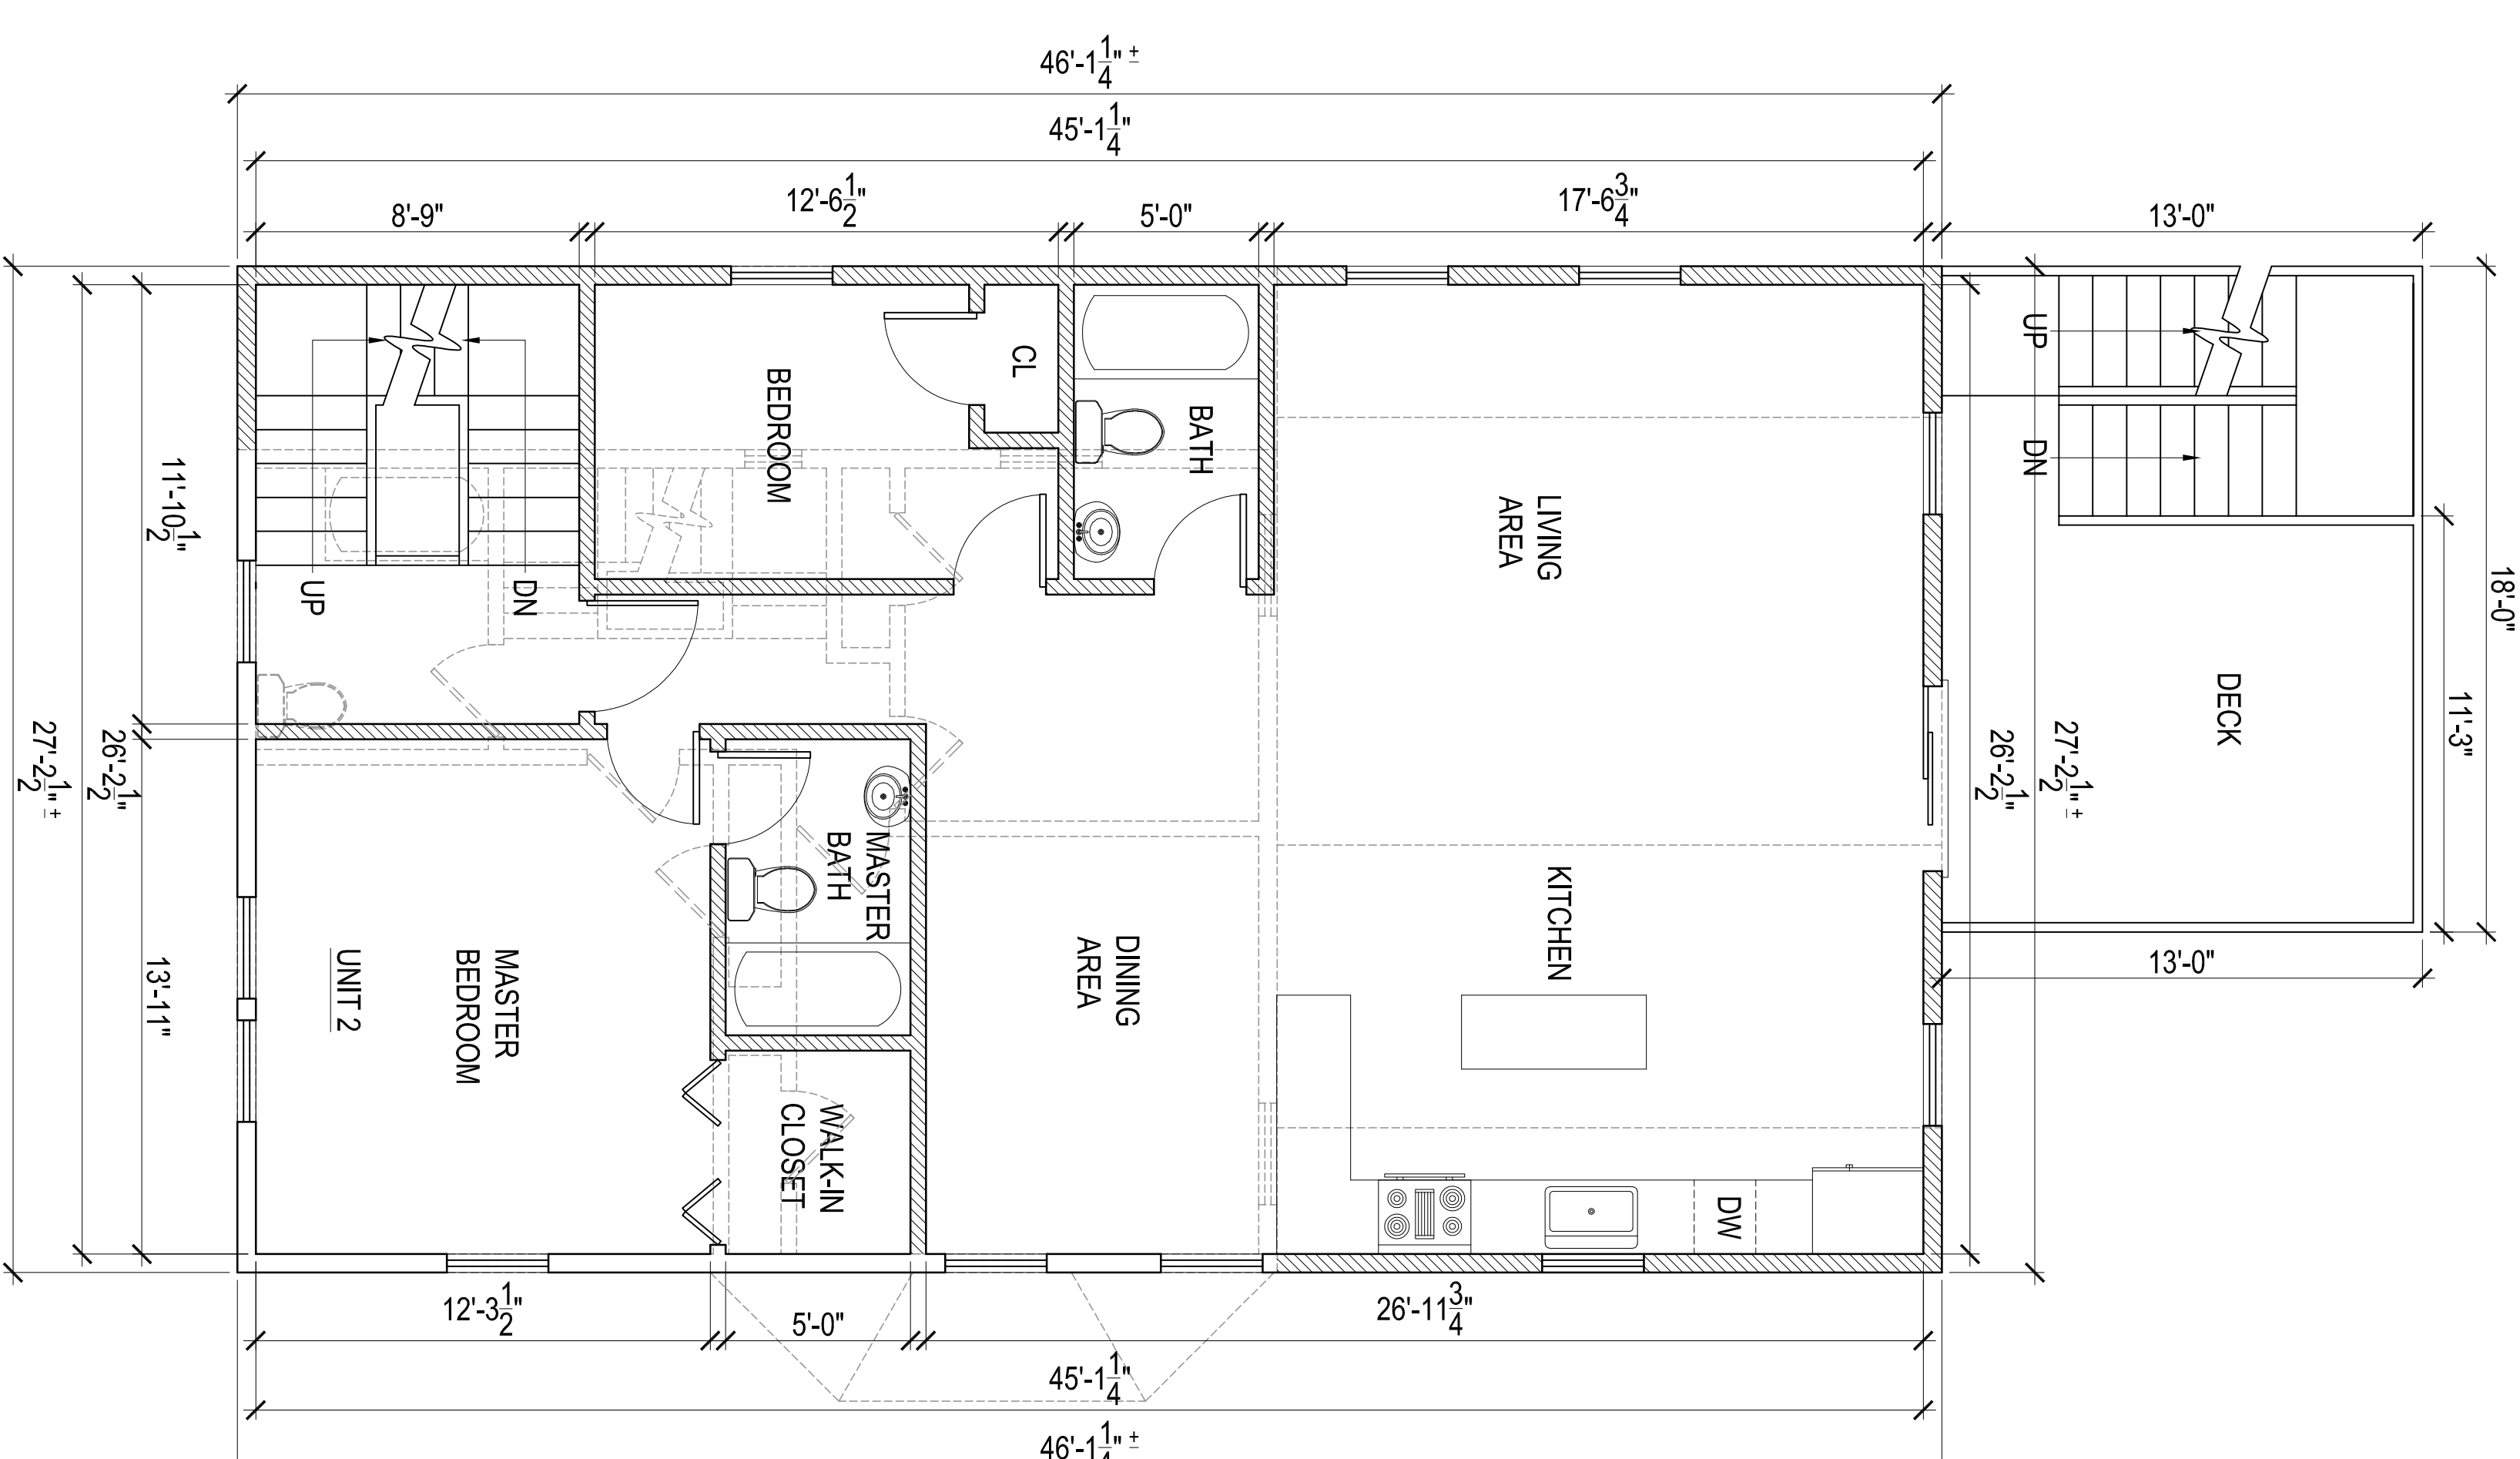 46'-1 1/4" ±
45'-1 1/4"
8'-9"
12'-6 1/2"
5'-0"
17'-6 3/4"
13'-0"
UP
DN
UP
DN
BEDROOM
CL
BATH
LIVING
AREA
DECK
18'-0"
11'-3"
11'-10 1/2"
13'-11"
26'-2 1/2"
27'-2 1/2" ±
26'-2 1/2"
27'-2 1/2" ±
MASTER
BATH
MASTER
BEDROOM
UNIT 2
WALK-IN
CLOSET
DINING
AREA
KITCHEN
DW
13'-0"
12'-3 1/2"
5'-0"
26'-11 3/4"
45'-1 1/4"
46'-1 1/4" ±